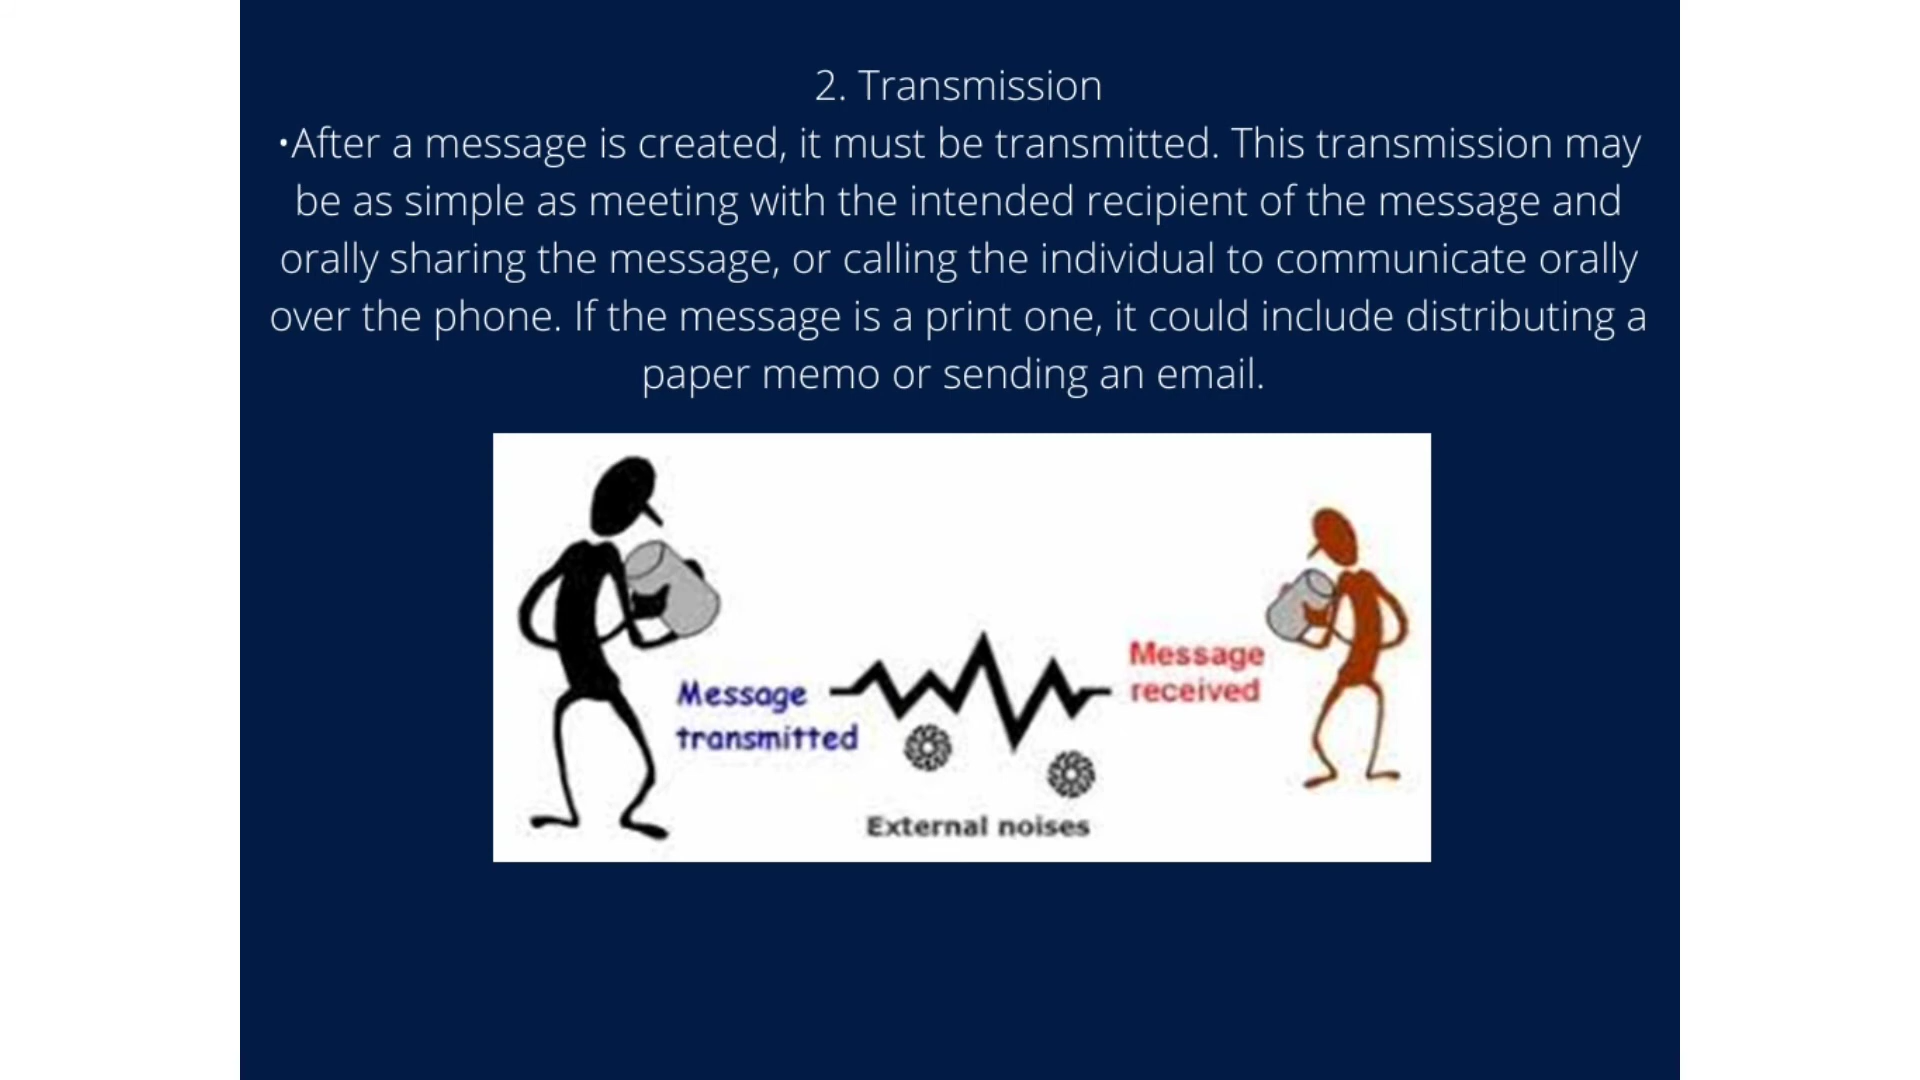 2. Transmission
•After a message is created, it must be transmitted. This transmission may
be as simple as meeting with the intended recipient of the message and
orally sharing the message, or calling the individual to communicate orally
over the phone. If the message is a print one, it could include distributing a
paper memo or sending an email.
Message
transmitted
Message
received
External noises